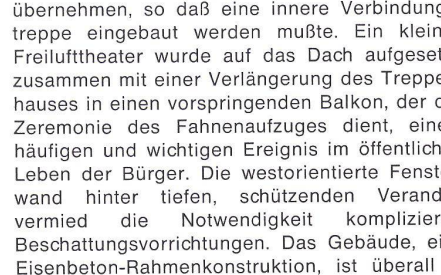 übernehmen, so daß eine innere Verbindung
treppe eingebaut werden mußte. Ein klein
Freilufttheater wurde auf das Dach aufgeset
zusammen mit einer Verlängerung des Treppe
hauses in einen vorspringenden Balkon, der d
Zeremonie des Fahnenaufzuges dient, eine
häufigen und wichtigen Ereignis im öffentlich
Leben der Bürger. Die westorientierte Fenst
wand hinter tiefen, schützenden Verand
vermied die Notwendigkeit komplizier
Beschattungsvorrichtungen. Das Gebäude, ei
Eisenbeton-Rahmenkonstruktion, ist überall